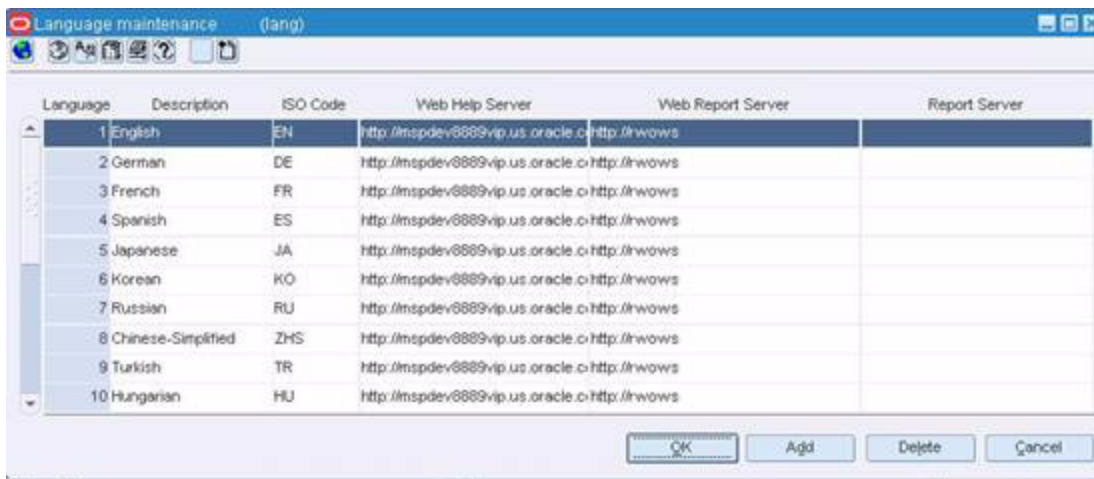 Language maintenance (lang)
Language Description ISO Code Web Help Server Web Report Server Report Server
1 English EN http://mspdev8889vip.us.oracle.c http://rwows
2 German DE http://mspdev8889vip.us.oracle.c http://rwows
3 French FR http://mspdev8889vip.us.oracle.c http://rwows
4 Spanish ES http://mspdev8889vip.us.oracle.c http://rwows
5 Japanese JA http://mspdev8889vip.us.oracle.c http://rwows
6 Korean KO http://mspdev8889vip.us.oracle.c http://rwows
7 Russian RU http://mspdev8889vip.us.oracle.c http://rwows
8 Chinese-Simplified ZHS http://mspdev8889vip.us.oracle.c http://rwows
9 Turkish TR http://mspdev8889vip.us.oracle.c http://rwows
10 Hungarian HU http://mspdev8889vip.us.oracle.c http://rwows
OK Add Delete Cancel